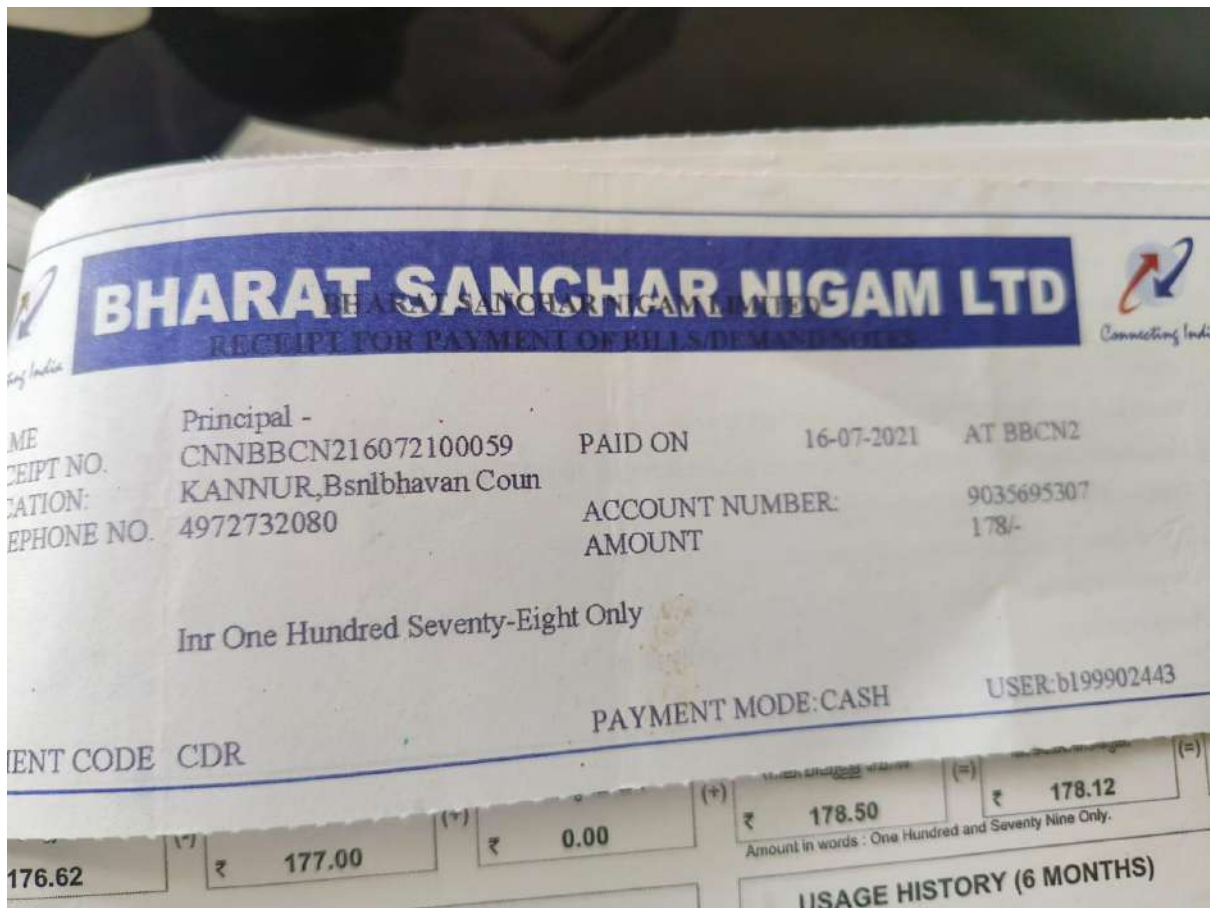 BHARAT SANCHAR NIGAM LTD
BHARAT SANCHAR NIGAM LIMITED
RECEIPT FOR PAYMENT OF BILLS/DEMAND NOTES
ing India
Connecting Indi
ME Principal -
CEIPT NO. CNNBBCN216072100059 PAID ON 16-07-2021 AT BBCN2
CATION: KANNUR,Bsnlbhavan Coun
EPHONE NO. 4972732080 ACCOUNT NUMBER: 9035695307
AMOUNT 178/-
Inr One Hundred Seventy-Eight Only
MENT CODE CDR PAYMENT MODE:CASH USER:b199902443
176.62 (-) ₹ 177.00 (+) ₹ 0.00 (+) ₹ 178.50 (=) ₹ 178.12 (=)
Amount in words : One Hundred and Seventy Nine Only.
USAGE HISTORY (6 MONTHS)